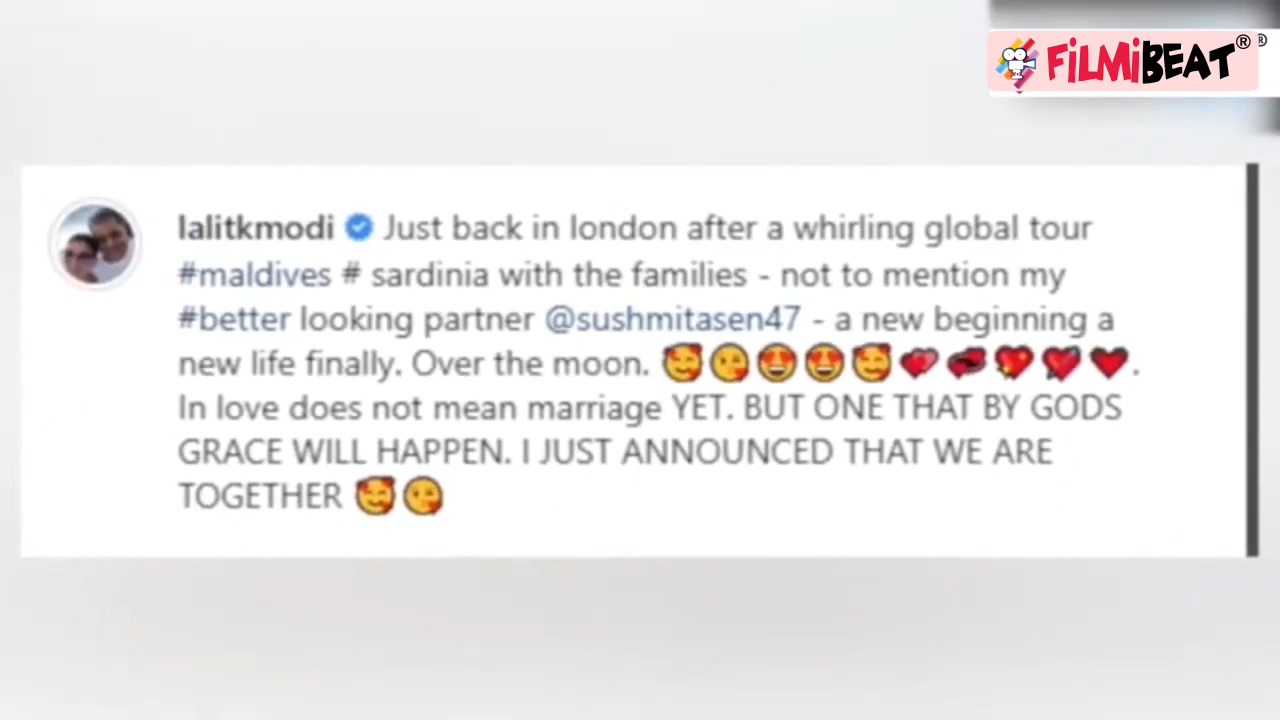 FiLMiBEAT® ®
lalitkmodi Just back in london after a whirling global tour
#maldives # sardinia with the families - not to mention my
#better looking partner @sushmitasen47 - a new beginning a
new life finally. Over the moon. 🥰😘😍😍🥰💕💞💖💘❤️.
In love does not mean marriage YET. BUT ONE THAT BY GODS
GRACE WILL HAPPEN. I JUST ANNOUNCED THAT WE ARE
TOGETHER 🥰😘